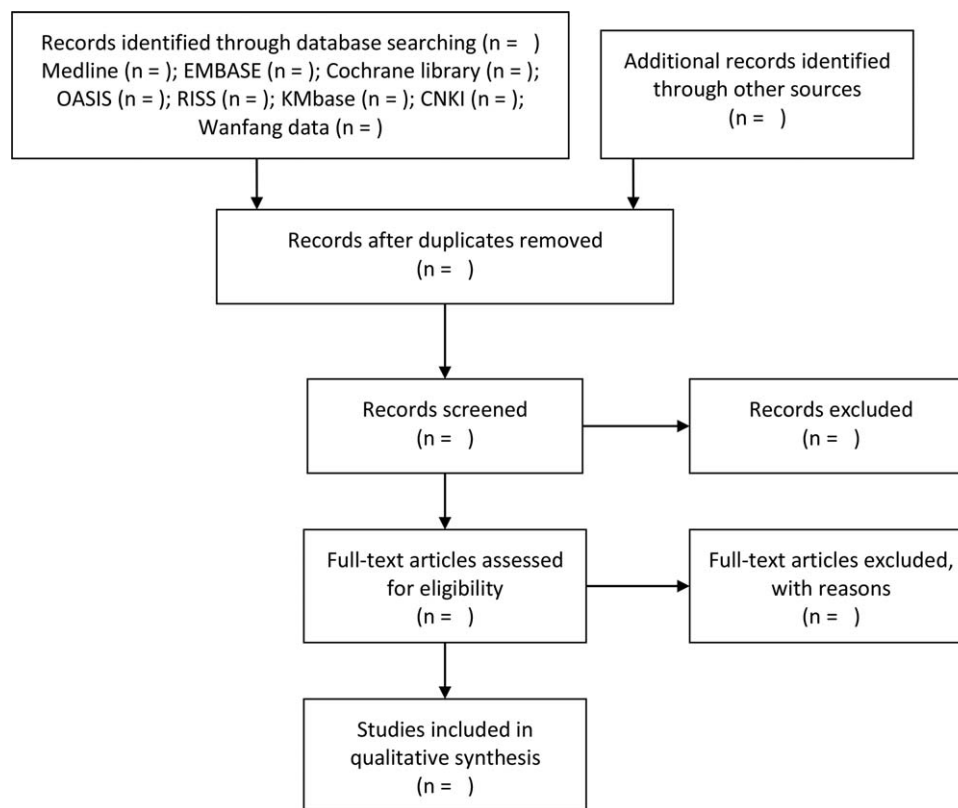 Records identified through database searching (n =   )
Medline (n = ); EMBASE (n = ); Cochrane library (n = );
OASIS (n = ); RISS (n = ); KMbase (n = ); CNKI (n = );
Wanfang data (n = )
Additional records identified
through other sources
(n =   )
Records after duplicates removed
(n =   )
Records screened
(n =   )
Records excluded
(n =   )
Full-text articles assessed
for eligibility
(n =   )
Full-text articles excluded,
with reasons
(n =   )
Studies included in
qualitative synthesis
(n =   )